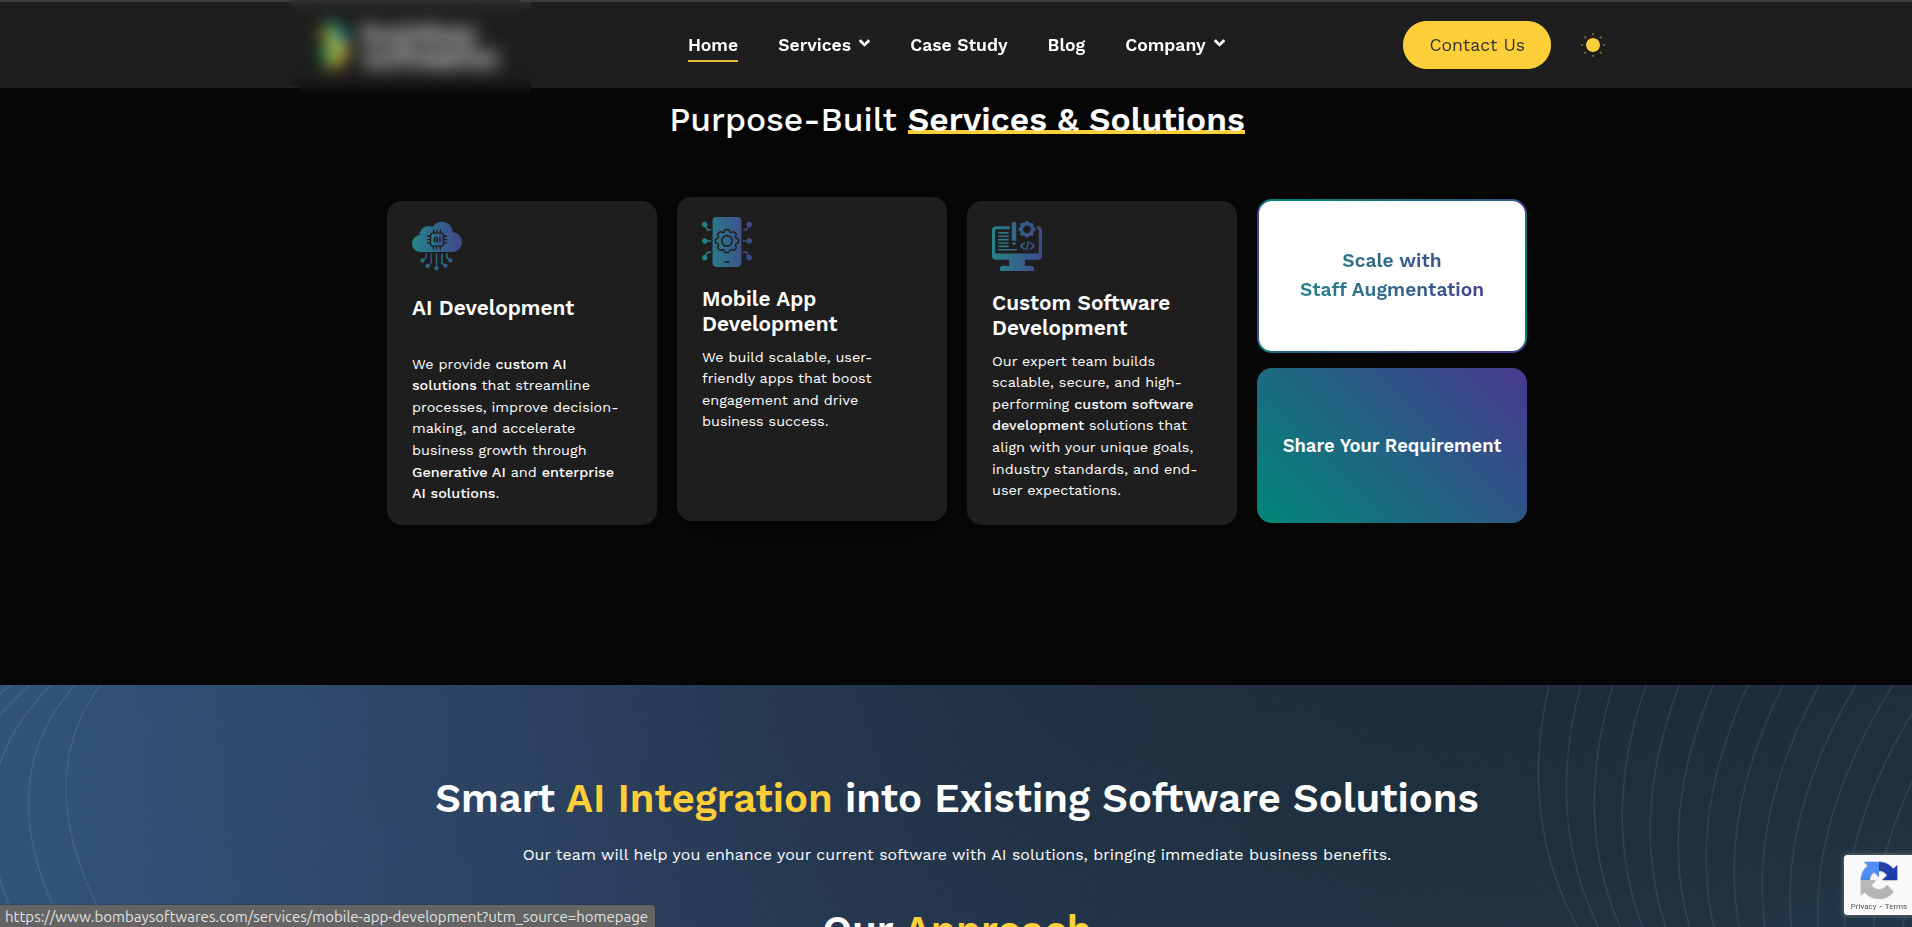 Home
Services
Case Study
Blog
Company
Contact Us
Purpose-Built Services & Solutions
AI
AI Development
We provide custom AI
solutions that streamline
processes, improve decision-
making, and accelerate
business growth through
Generative AI and enterprise
AI solutions.
Mobile App
Development
We build scalable, user-
friendly apps that boost
engagement and drive
business success.
</>
Custom Software
Development
Our expert team builds
scalable, secure, and high-
performing custom software
development solutions that
align with your unique goals,
industry standards, and end-
user expectations.
Scale with
Staff Augmentation
Share Your Requirement
Smart AI Integration into Existing Software Solutions
Our team will help you enhance your current software with AI solutions, bringing immediate business benefits.
Our Approach
Privacy - Terms
https://www.bombaysoftwares.com/services/mobile-app-development?utm_source=homepage